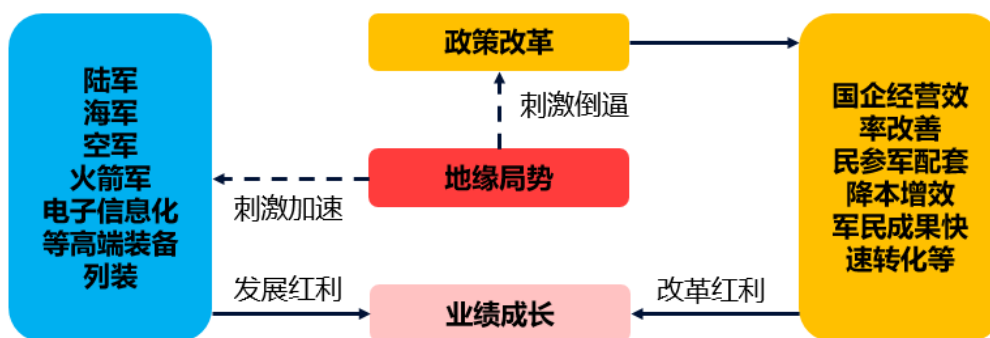 陆军
海军
空军
火箭军
电子信息化
等高端装备
列装
政策改革
刺激倒逼
地缘局势
刺激加速
发展红利
业绩成长
改革红利
国企经营效
率改善
民参军配套
降本增效
军民成果快
速转化等